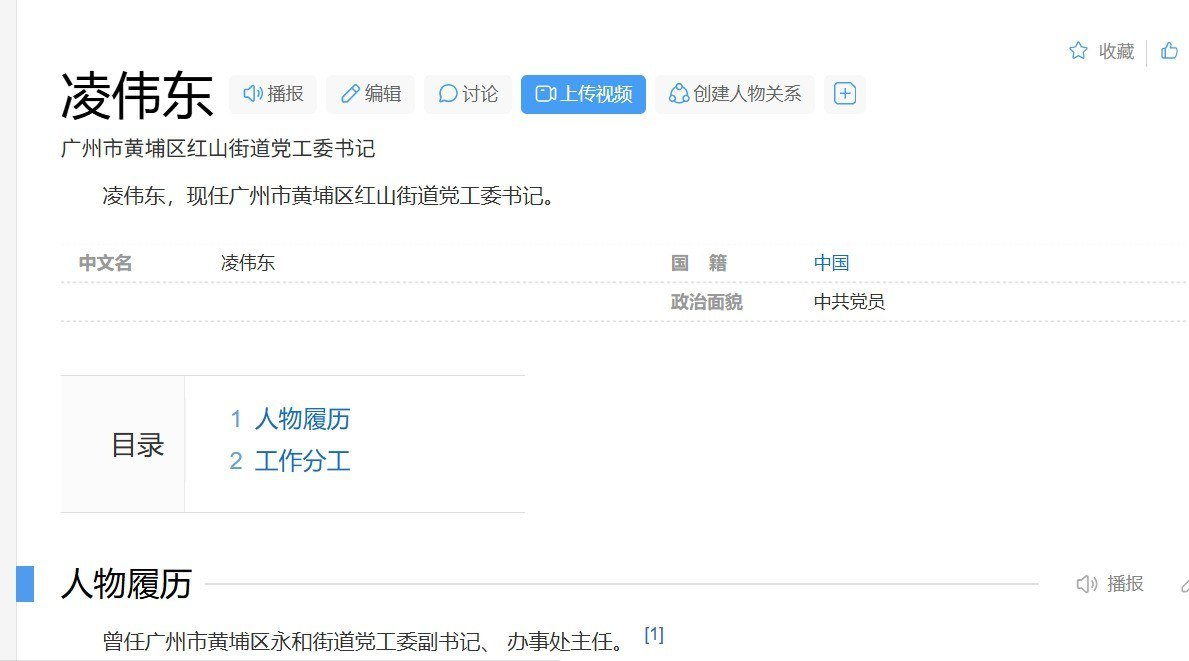 收藏
凌伟东 播报 编辑 讨论 上传视频 创建人物关系
广州市黄埔区红山街道党工委书记
凌伟东，现任广州市黄埔区红山街道党工委书记。
中文名 凌伟东 国 籍 中国
政治面貌 中共党员
目录
1 人物履历
2 工作分工
人物履历 播报
曾任广州市黄埔区永和街道党工委副书记、 办事处主任。 [1]